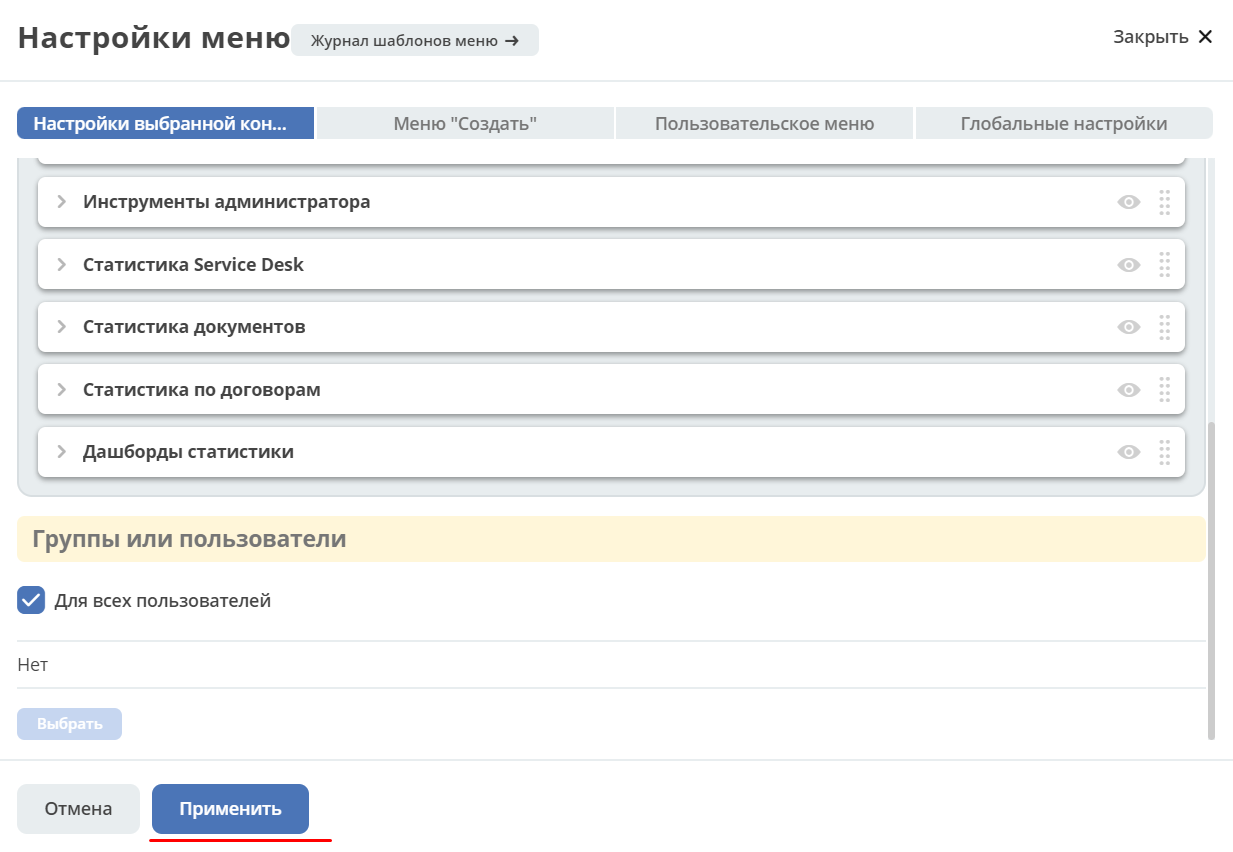 Настройки меню
Журнал шаблонов меню →
Закрыть ✕
Настройки выбранной кон...
Меню "Создать"
Пользовательское меню
Глобальные настройки
Инструменты администратора
Статистика Service Desk
Статистика документов
Статистика по договорам
Дашборды статистики
Группы или пользователи
Для всех пользователей
Нет
Выбрать
Отмена
Применить